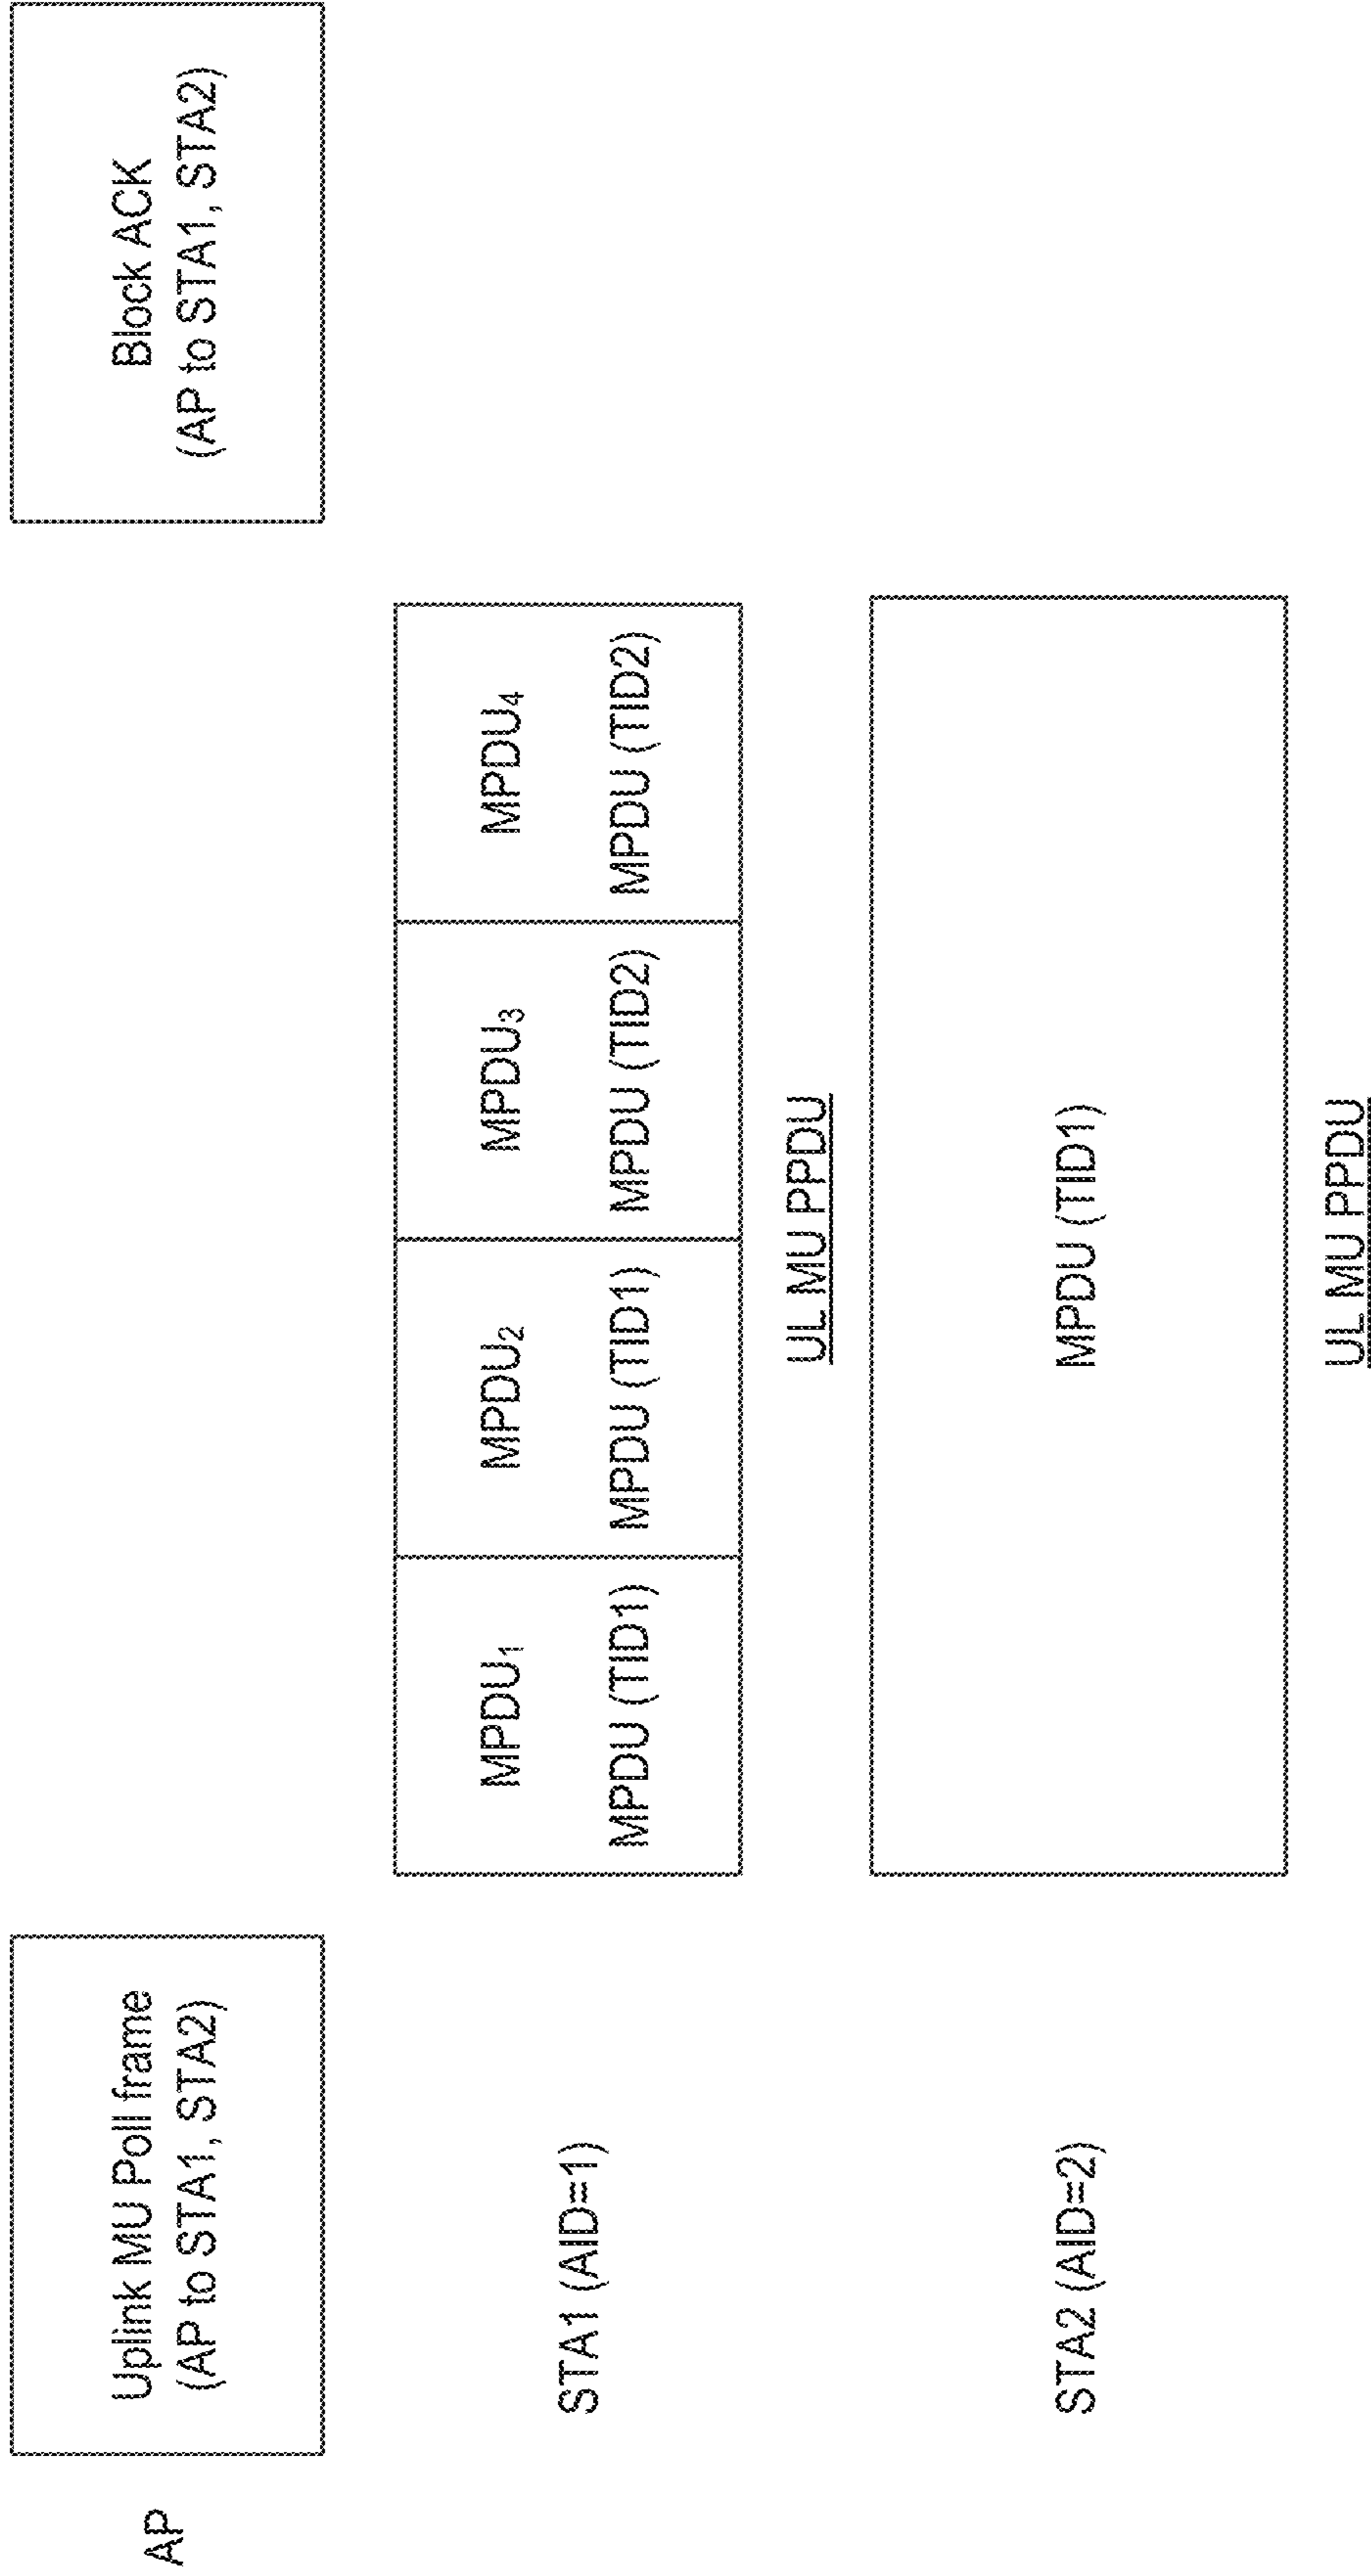 AP
Uplink MU Poll frame
(AP to STA1, STA2)
Block ACK
(AP to STA1, STA2)
STA1 (AID=1)
MPDU₁
MPDU (TID1)
MPDU₂
MPDU (TID1)
MPDU₃
MPDU (TID2)
MPDU₄
MPDU (TID2)
UL MU PPDU
STA2 (AID=2)
MPDU (TID1)
UL MU PPDU